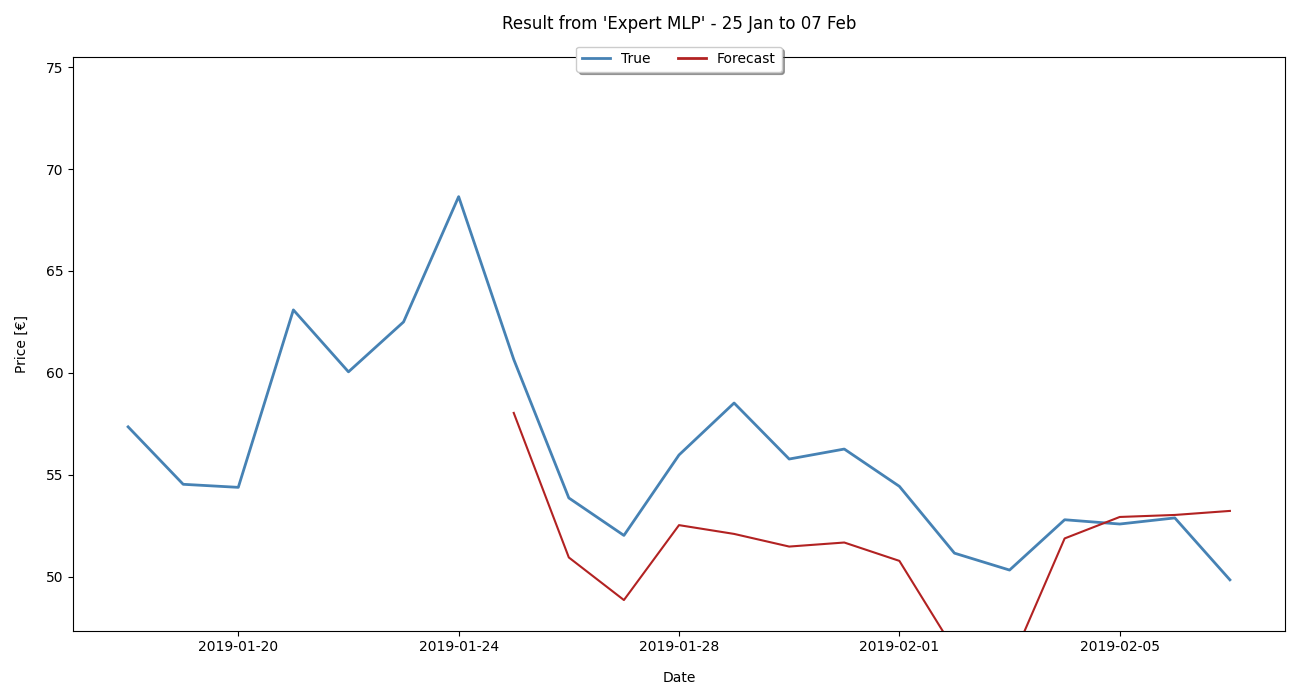 Result from 'Expert MLP' - 25 Jan to 07 Feb
True Forecast
75
70
65
60
55
50
Price [€]
2019-01-20 2019-01-24 2019-01-28 2019-02-01 2019-02-05
Date